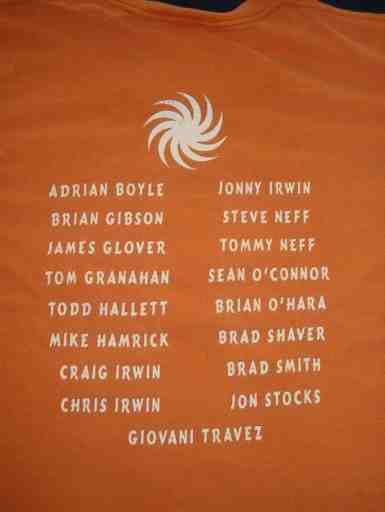 ADRIAN BOYLE
BRIAN GIBSON
JAMES GLOVER
TOM GRANAHAN
TODD HALLETT
MIKE HAMRICK
CRAIG IRWIN
CHRIS IRWIN
JONNY IRWIN
STEVE NEFF
TOMMY NEFF
SEAN O'CONNOR
BRIAN O'HARA
BRAD SHAVER
BRAD SMITH
JON STOCKS
GIOVANI TRAVEZ